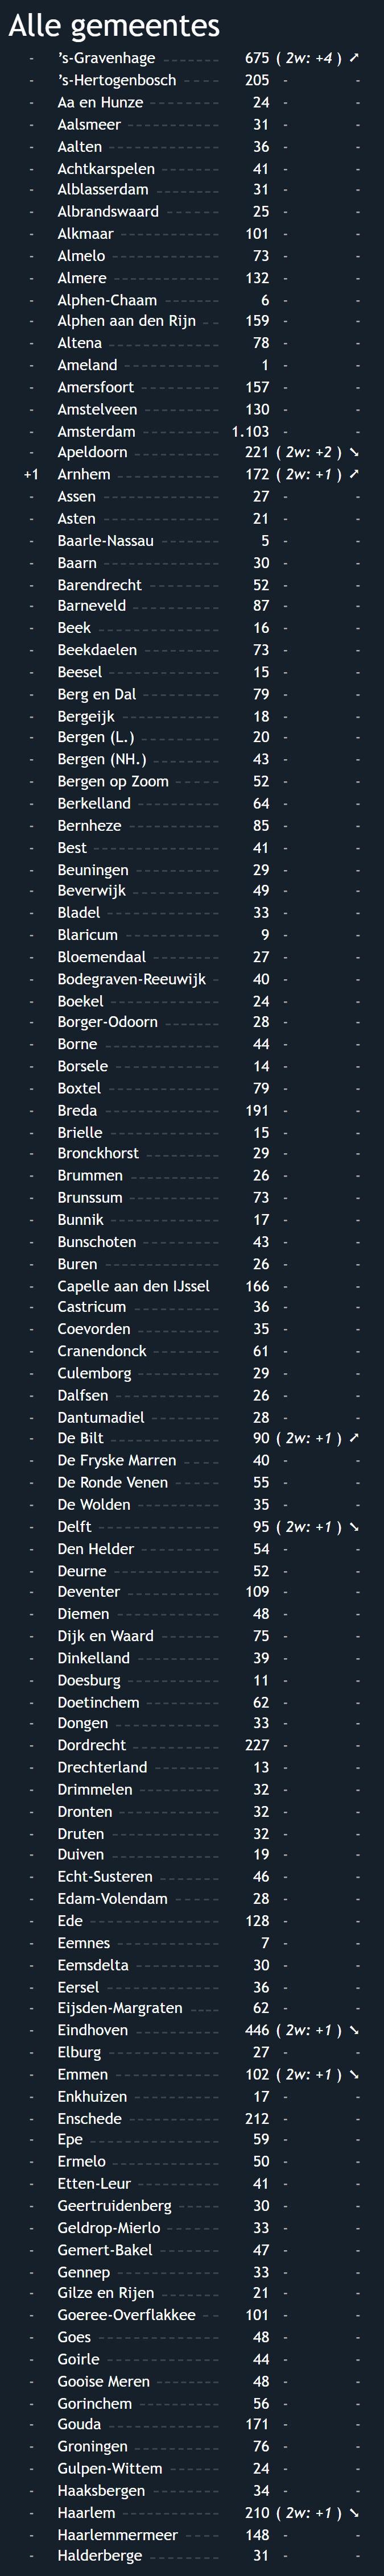 Alle gemeentes
- ’s-Gravenhage 675 ( 2w: +4 ) ➚
- ’s-Hertogenbosch 205 - -
- Aa en Hunze 24 - -
- Aalsmeer 31 - -
- Aalten 36 - -
- Achtkarspelen 41 - -
- Alblasserdam 31 - -
- Albrandswaard 25 - -
- Alkmaar 101 - -
- Almelo 73 - -
- Almere 132 - -
- Alphen-Chaam 6 - -
- Alphen aan den Rijn 159 - -
- Altena 78 - -
- Ameland 1 - -
- Amersfoort 157 - -
- Amstelveen 130 - -
- Amsterdam 1.103 - -
- Apeldoorn 221 ( 2w: +2 ) ➘
+1 Arnhem 172 ( 2w: +1 ) ➚
- Assen 27 - -
- Asten 21 - -
- Baarle-Nassau 5 - -
- Baarn 30 - -
- Barendrecht 52 - -
- Barneveld 87 - -
- Beek 16 - -
- Beekdaelen 73 - -
- Beesel 15 - -
- Berg en Dal 79 - -
- Bergeijk 18 - -
- Bergen (L.) 20 - -
- Bergen (NH.) 43 - -
- Bergen op Zoom 52 - -
- Berkelland 64 - -
- Bernheze 85 - -
- Best 41 - -
- Beuningen 29 - -
- Beverwijk 49 - -
- Bladel 33 - -
- Blaricum 9 - -
- Bloemendaal 27 - -
- Bodegraven-Reeuwijk 40 - -
- Boekel 24 - -
- Borger-Odoorn 28 - -
- Borne 44 - -
- Borsele 14 - -
- Boxtel 79 - -
- Breda 191 - -
- Brielle 15 - -
- Bronckhorst 29 - -
- Brummen 26 - -
- Brunssum 73 - -
- Bunnik 17 - -
- Bunschoten 43 - -
- Buren 26 - -
- Capelle aan den IJssel 166 - -
- Castricum 36 - -
- Coevorden 35 - -
- Cranendonck 61 - -
- Culemborg 29 - -
- Dalfsen 26 - -
- Dantumadiel 28 - -
- De Bilt 90 ( 2w: +1 ) ➚
- De Fryske Marren 40 - -
- De Ronde Venen 55 - -
- De Wolden 35 - -
- Delft 95 ( 2w: +1 ) ➘
- Den Helder 54 - -
- Deurne 52 - -
- Deventer 109 - -
- Diemen 48 - -
- Dijk en Waard 75 - -
- Dinkelland 39 - -
- Doesburg 11 - -
- Doetinchem 62 - -
- Dongen 33 - -
- Dordrecht 227 - -
- Drechterland 13 - -
- Drimmelen 32 - -
- Dronten 32 - -
- Druten 32 - -
- Duiven 19 - -
- Echt-Susteren 46 - -
- Edam-Volendam 28 - -
- Ede 128 - -
- Eemnes 7 - -
- Eemsdelta 30 - -
- Eersel 36 - -
- Eijsden-Margraten 62 - -
- Eindhoven 446 ( 2w: +1 ) ➘
- Elburg 27 - -
- Emmen 102 ( 2w: +1 ) ➘
- Enkhuizen 17 - -
- Enschede 212 - -
- Epe 59 - -
- Ermelo 50 - -
- Etten-Leur 41 - -
- Geertruidenberg 30 - -
- Geldrop-Mierlo 33 - -
- Gemert-Bakel 47 - -
- Gennep 33 - -
- Gilze en Rijen 21 - -
- Goeree-Overflakkee 101 - -
- Goes 48 - -
- Goirle 44 - -
- Gooise Meren 48 - -
- Gorinchem 56 - -
- Gouda 171 - -
- Groningen 76 - -
- Gulpen-Wittem 24 - -
- Haaksbergen 34 - -
- Haarlem 210 ( 2w: +1 ) ➘
- Haarlemmermeer 148 - -
- Halderberge 31 - -